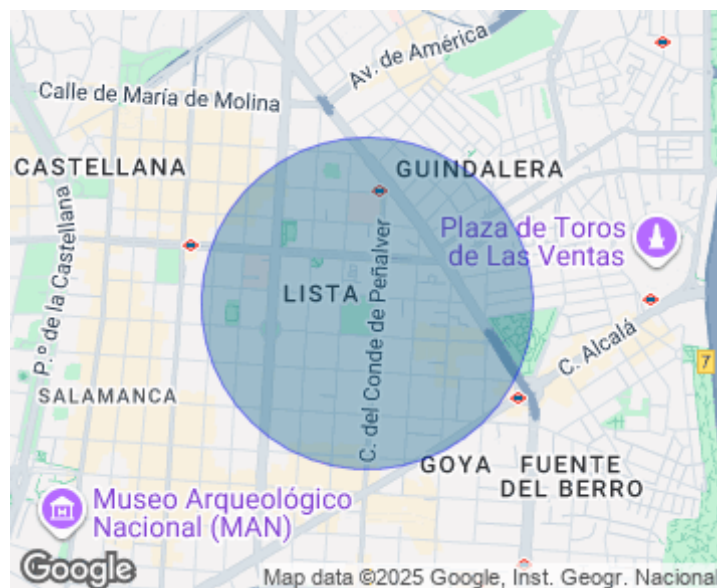 Av. de América
Calle de María de Molina
CASTELLANA
GUINDALERA
Plaza de Toros
de Las Ventas
P.º de la Castellana
LISTA
C. del Conde de Peñalver
C. Alcalá
7
SALAMANCA
GOYA
FUENTE
DEL BERRO
Museo Arqueológico
Nacional (MAN)
Google
Map data ©2025 Google, Inst. Geogr. Nacional